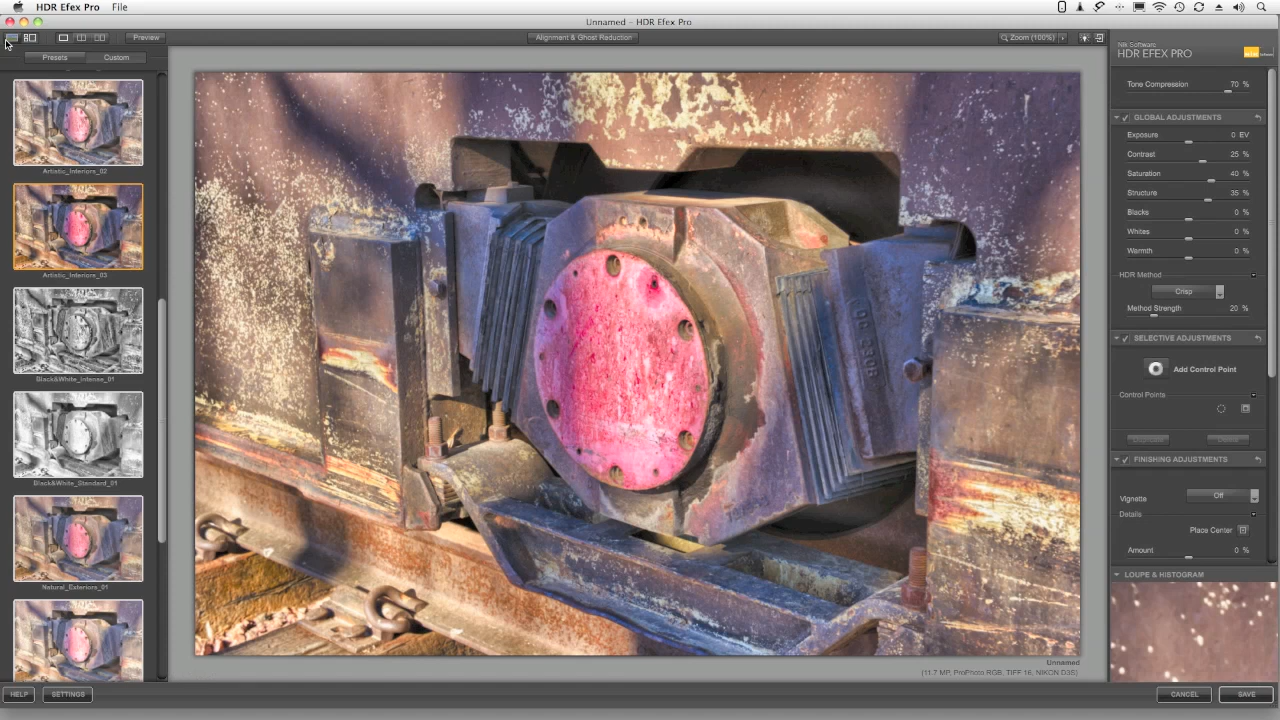 HDR Efex Pro File
Unnamed – HDR Efex Pro
Preview
Alignment & Ghost Reduction
Zoom (100%)
Presets Custom
Artistic_Interiors_02
Artistic_Interiors_03
Black&White_Intense_01
Black&White_Standard_01
Natural_Exteriors_01
Nik Software
HDR EFEX PRO
Tone Compression 70 %
GLOBAL ADJUSTMENTS
Exposure 0 EV
Contrast 25 %
Saturation 40 %
Structure 35 %
Blacks 0 %
Whites 0 %
Warmth 0 %
HDR Method
Crisp
Method Strength 20 %
SELECTIVE ADJUSTMENTS
Add Control Point
Control Points
Duplicate Delete
FINISHING ADJUSTMENTS
Vignette Off
Details
Place Center
Amount 0 %
LOUPE & HISTOGRAM
Unnamed
(11.7 MP, ProPhoto RGB, TIFF 16, NIKON D3S)
HELP SETTINGS
CANCEL SAVE